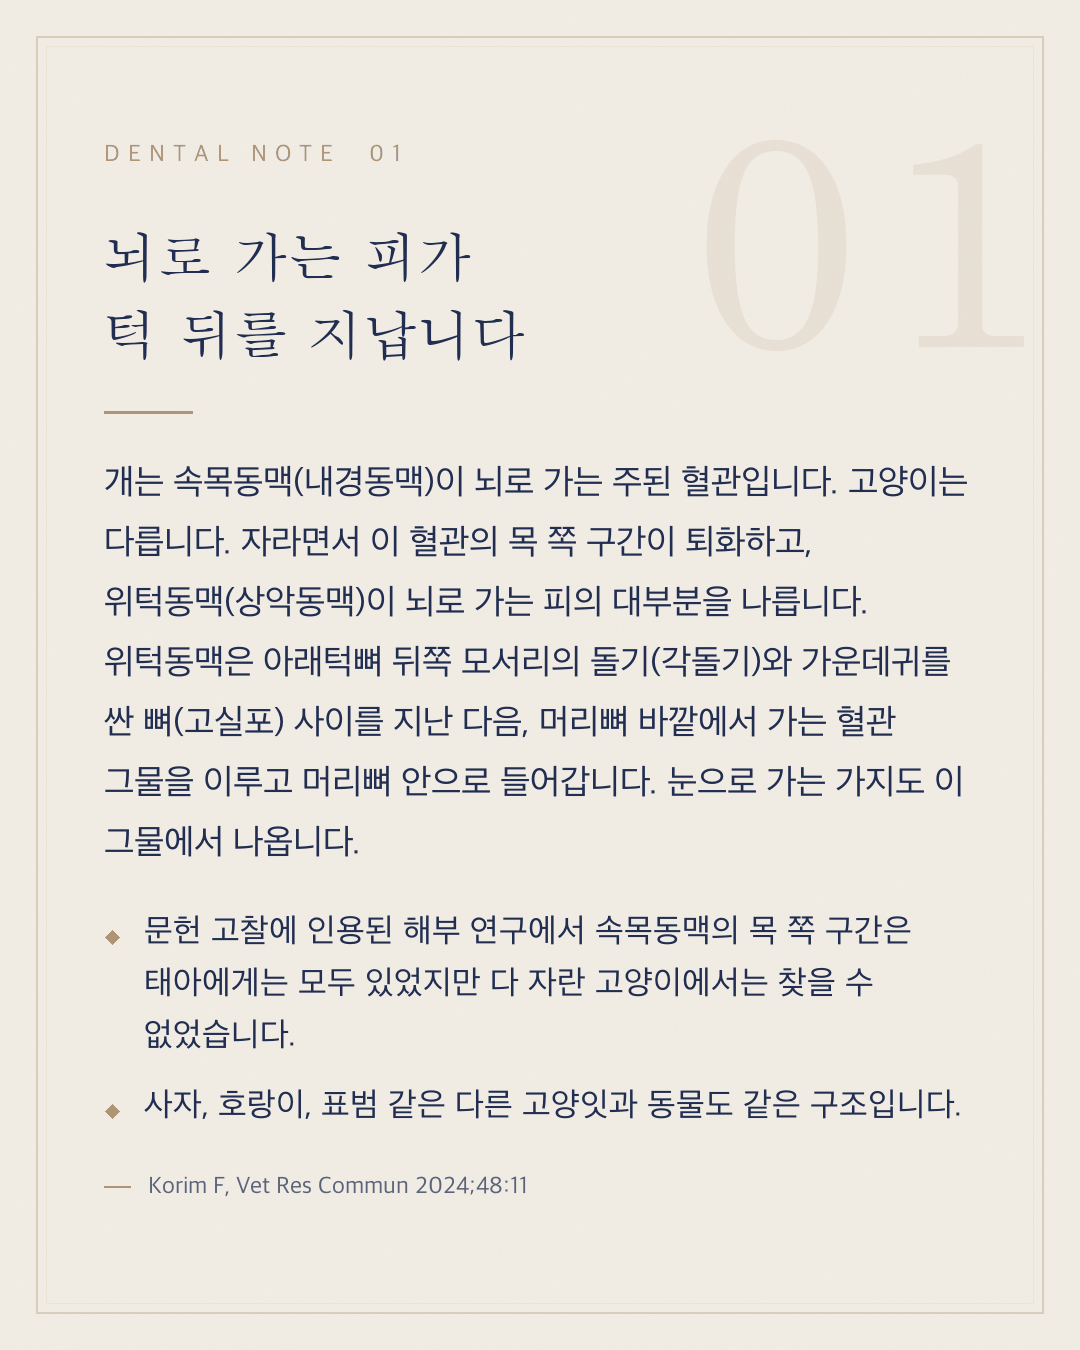 DENTAL NOTE 01
01
뇌로 가는 피가
턱 뒤를 지납니다
개는 속목동맥(내경동맥)이 뇌로 가는 주된 혈관입니다. 고양이는
다릅니다. 자라면서 이 혈관의 목 쪽 구간이 퇴화하고,
위턱동맥(상악동맥)이 뇌로 가는 피의 대부분을 나릅니다.
위턱동맥은 아래턱뼈 뒤쪽 모서리의 돌기(각돌기)와 가운데귀를
싼 뼈(고실포) 사이를 지난 다음, 머리뼈 바깥에서 가는 혈관
그물을 이루고 머리뼈 안으로 들어갑니다. 눈으로 가는 가지도 이
그물에서 나옵니다.
◆ 문헌 고찰에 인용된 해부 연구에서 속목동맥의 목 쪽 구간은
태아에게는 모두 있었지만 다 자란 고양이에서는 찾을 수
없었습니다.
◆ 사자, 호랑이, 표범 같은 다른 고양잇과 동물도 같은 구조입니다.
— Korim F, Vet Res Commun 2024;48:11